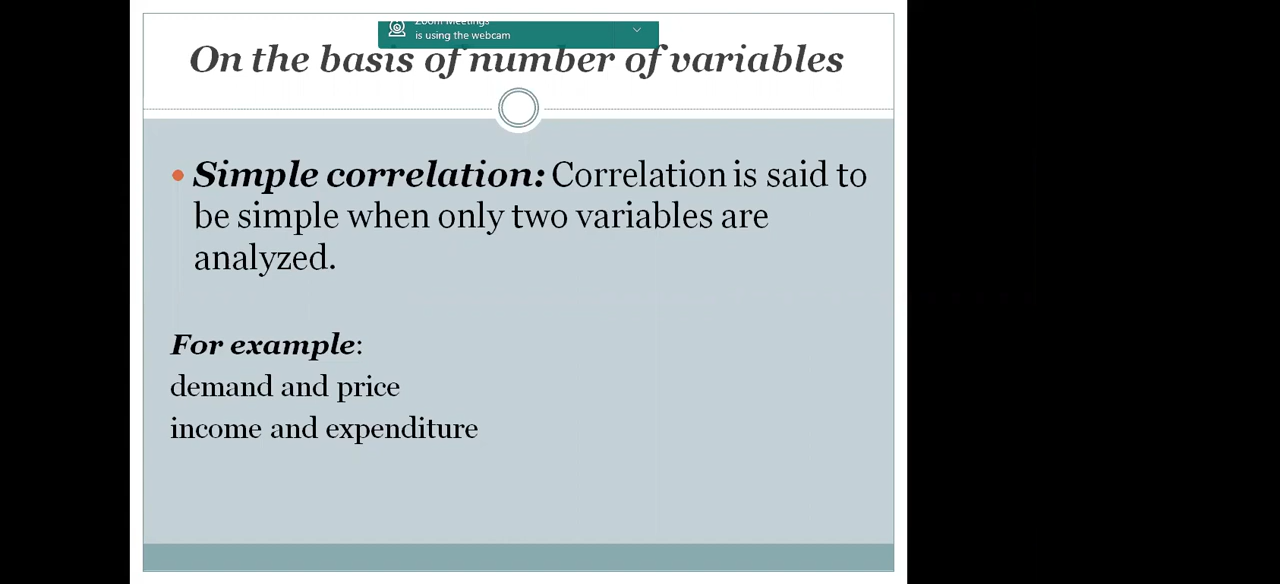 Zoom Meetings
is using the webcam
On the basis of number of variables
Simple correlation: Correlation is said to
be simple when only two variables are
analyzed.
For example:
demand and price
income and expenditure